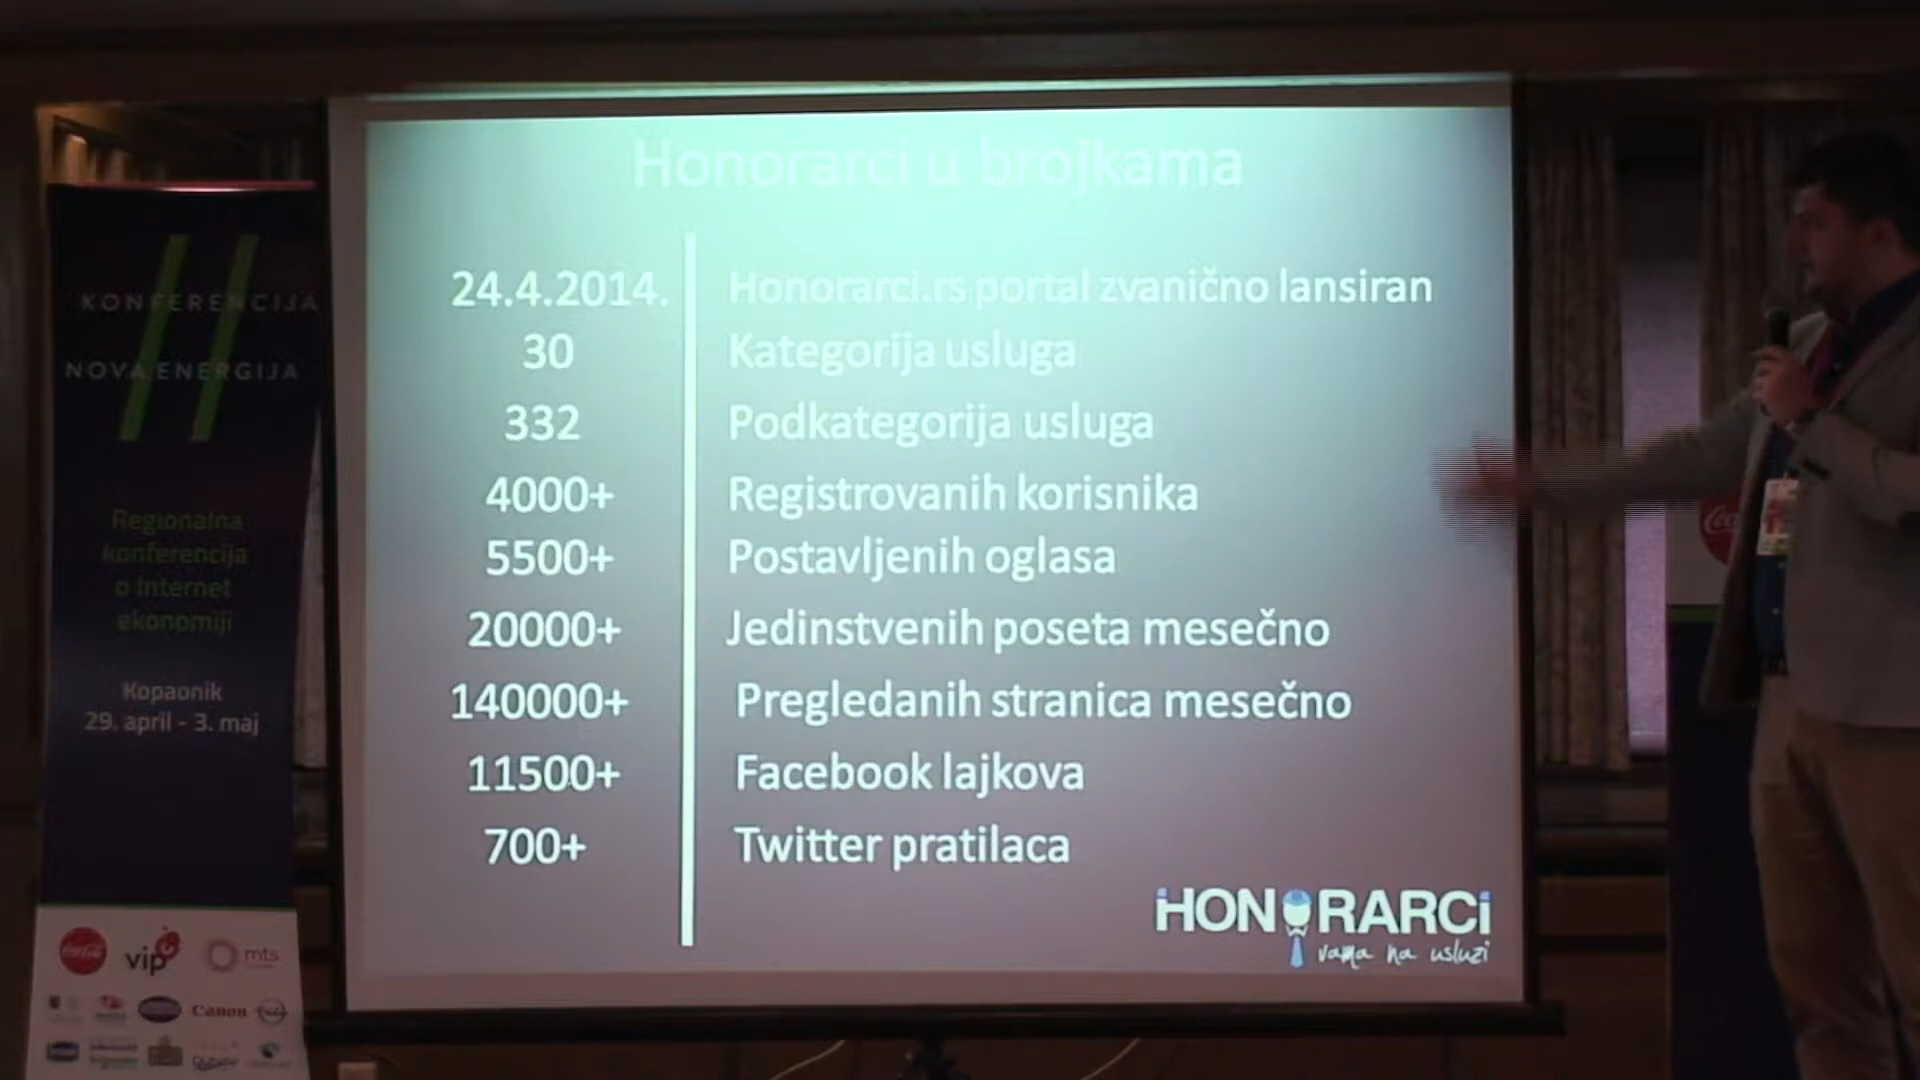 Honorarci u brojkama
24.4.2014. Honorarci.rs portal zvanično lansiran
30 Kategorija usluga
332 Podkategorija usluga
4000+ Registrovanih korisnika
5500+ Postavljenih oglasa
20000+ Jedinstvenih poseta mesečno
140000+ Pregledanih stranica mesečno
11500+ Facebook lajkova
700+ Twitter pratilaca
HONORARCi
vama na usluzi
KONFERENCIJA
NOVA ENERGIJA
Regionalna
konferencija
o Internet
ekonomiji
Kopaonik
29. april - 3. maj
Coca-Cola vip mts
Canon